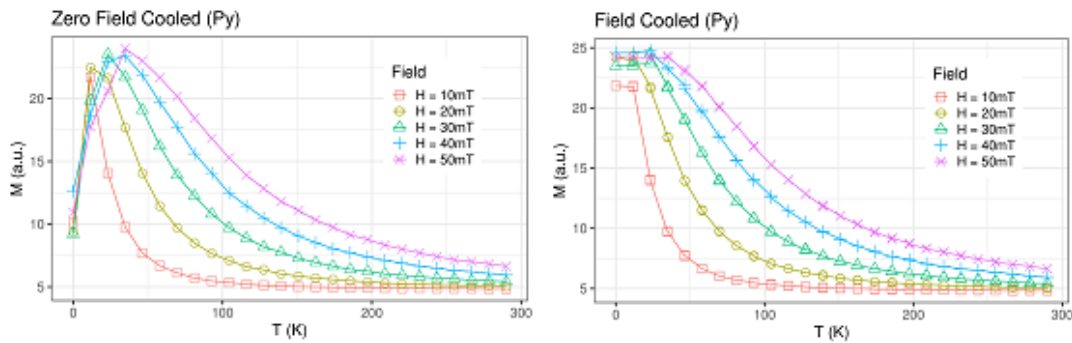 Zero Field Cooled (Py)
M (a.u.)
20
15
10
5
Field
H = 10mT
H = 20mT
H = 30mT
H = 40mT
H = 50mT
0
100
200
300
T (K)
Field Cooled (Py)
M (a.u.)
25
20
15
10
5
Field
H = 10mT
H = 20mT
H = 30mT
H = 40mT
H = 50mT
0
100
200
300
T (K)